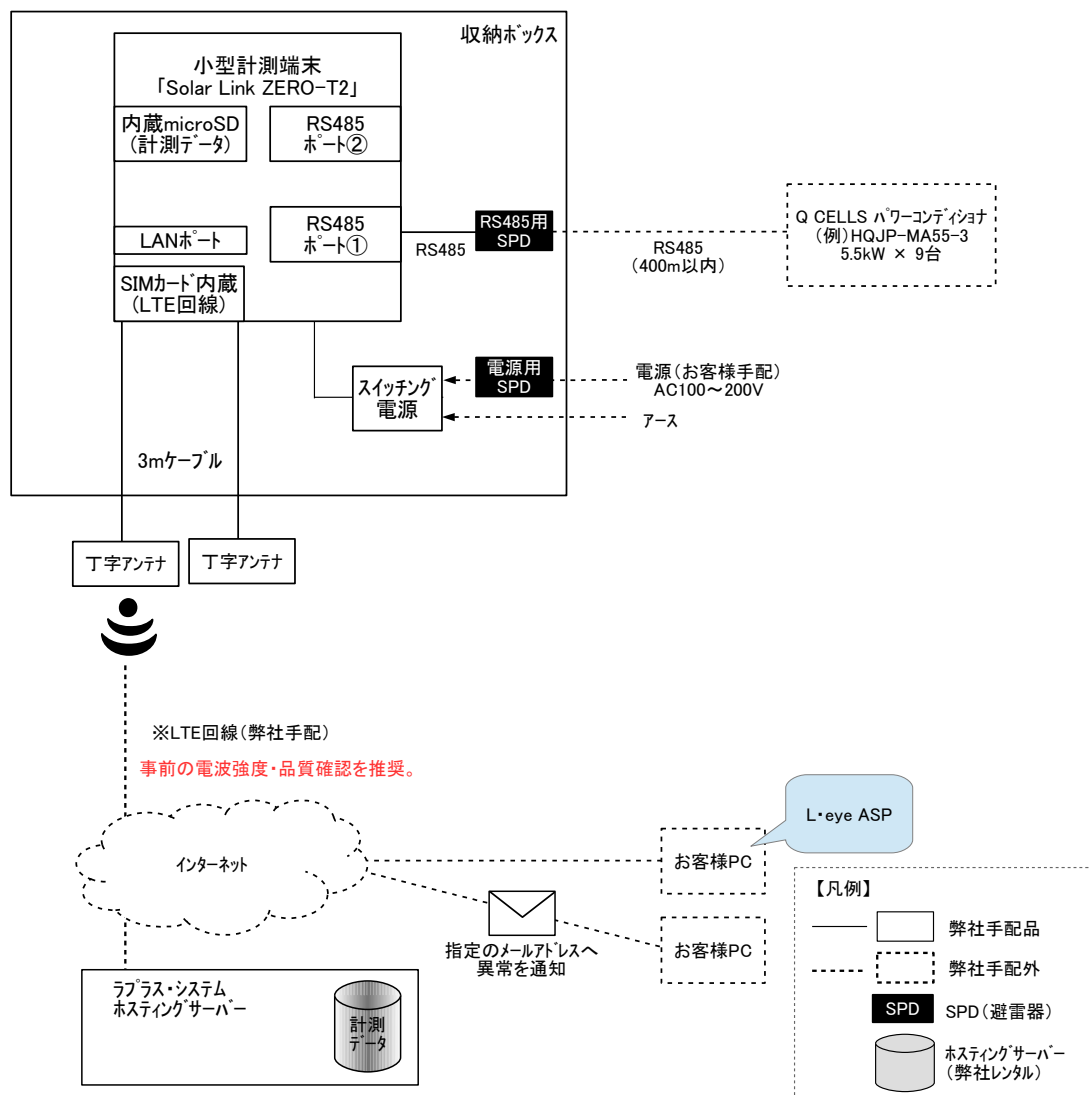 収納ボックス
小型計測端末
「Solar Link ZERO-T2」
内蔵microSD
(計測データ)
RS485
ポート②
RS485
ポート①
LANポート
SIMカード内蔵
(LTE回線)
RS485
RS485用
SPD
RS485
(400m以内)
Q CELLS パワーコンディショナ
(例)HQJP-MA55-3
5.5kW × 9台
電源用
SPD
スイッチング
電源
電源(お客様手配)
AC100～200V
アース
3mケーブル
丁字アンテナ
丁字アンテナ
※LTE回線(弊社手配)
事前の電波強度・品質確認を推奨。
インターネット
L・eye ASP
お客様PC
お客様PC
指定のメールアドレスへ
異常を通知
ラプラス・システム
ホスティングサーバー
計測
データ
【凡例】
弊社手配品
弊社手配外
SPD
SPD(避雷器)
ホスティングサーバー
(弊社レンタル)